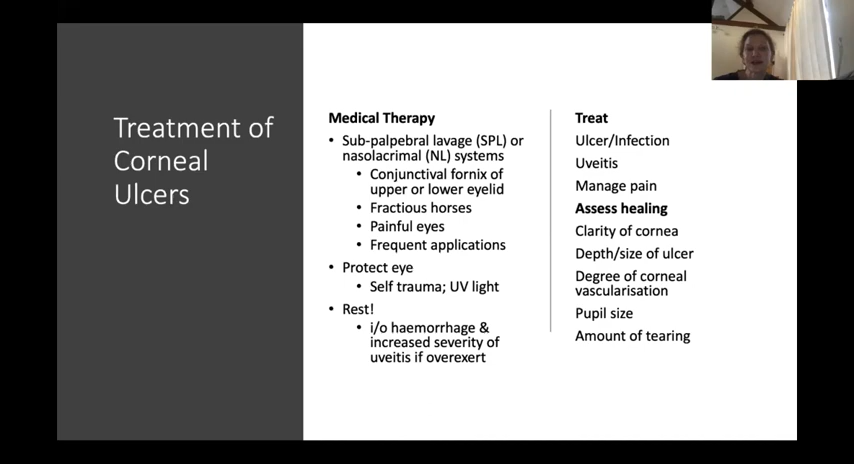 Treatment of
Corneal
Ulcers
Medical Therapy
• Sub-palpebral lavage (SPL) or
nasolacrimal (NL) systems
• Conjunctival fornix of
upper or lower eyelid
• Fractious horses
• Painful eyes
• Frequent applications
• Protect eye
• Self trauma; UV light
• Rest!
• i/o haemorrhage &
increased severity of
uveitis if overexert
Treat
Ulcer/Infection
Uveitis
Manage pain
Assess healing
Clarity of cornea
Depth/size of ulcer
Degree of corneal
vascularisation
Pupil size
Amount of tearing